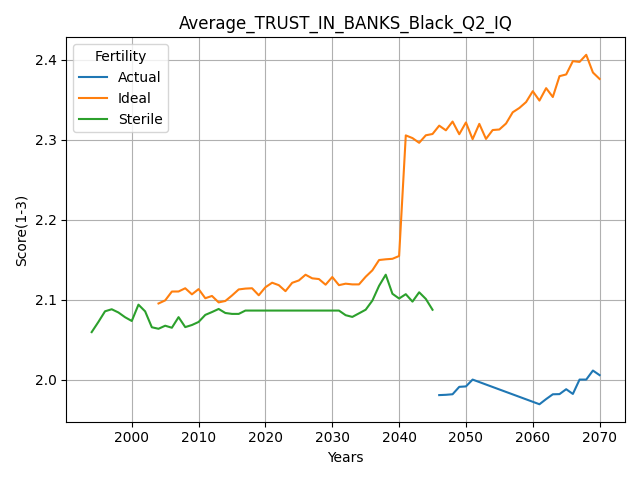 Average_TRUST_IN_BANKS_Black_Q2_IQ
Fertility
Actual
Ideal
Sterile
Score(1-3)
2.4
2.3
2.2
2.1
2.0
2000 2010 2020 2030 2040 2050 2060 2070
Years